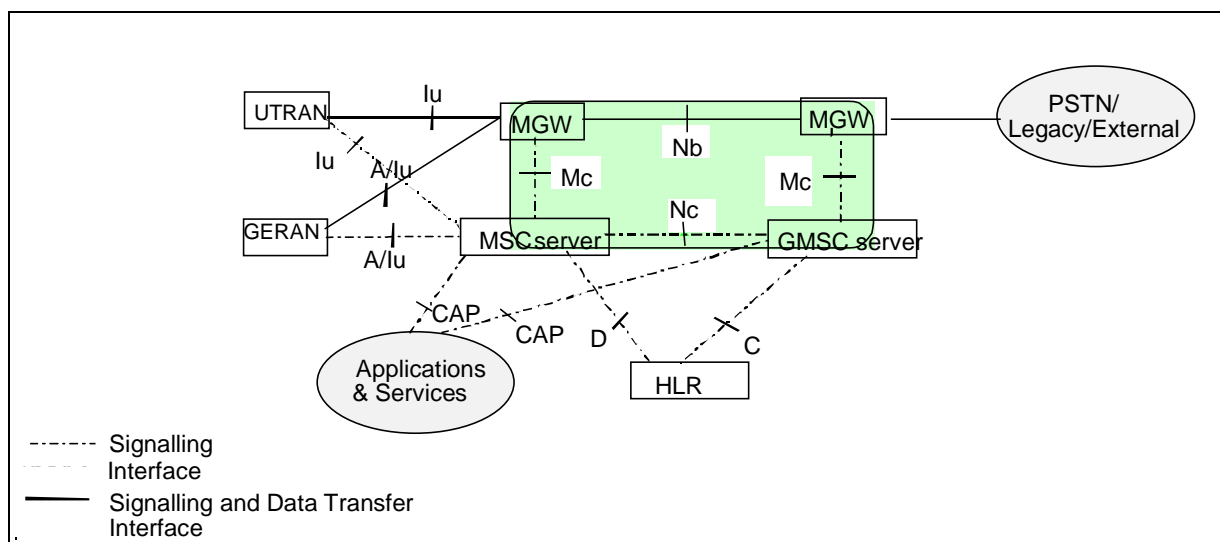 Iu
UTRAN
MGW
MGW
PSTN/
Legacy/External
Nb
Iu
A/Iu
Mc
Mc
Nc
GERAN
MSC server
GMSC server
A/Iu
CAP
CAP
D
C
Applications
& Services
HLR
Signalling
Interface
Signalling and Data Transfer
Interface